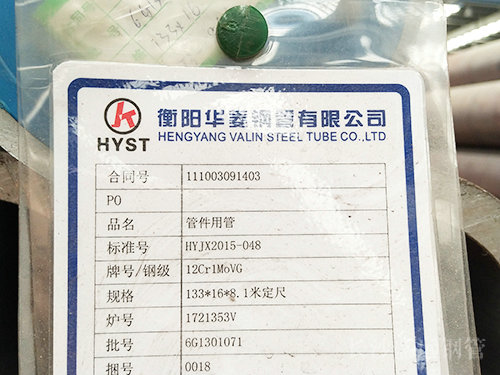 衡阳华菱钢管有限公司
HYST HENGYANG VALIN STEEL TUBE CO.,LTD
合同号 111003091403
PO
品名 管件用管
标准号 HYJX2015-048
牌号/钢级 12Cr1MoVG
规格 133*16*8.1米定尺
炉号 1721353V
批号 6G1301071
捆号 0018
钢管